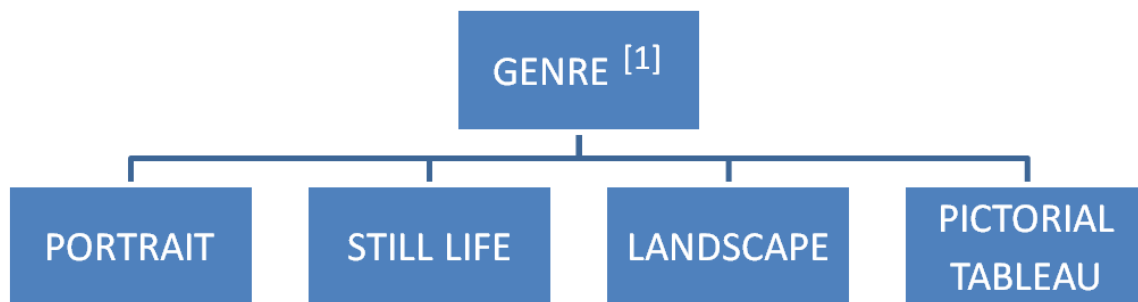 GENRE [1]
PORTRAIT
STILL LIFE
LANDSCAPE
PICTORIAL
TABLEAU